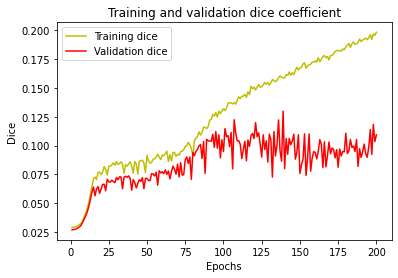 Training and validation dice coefficient
Training dice
Validation dice
0.200
0.175
0.150
0.125
0.100
0.075
0.050
0.025
Dice
0 25 50 75 100 125 150 175 200
Epochs